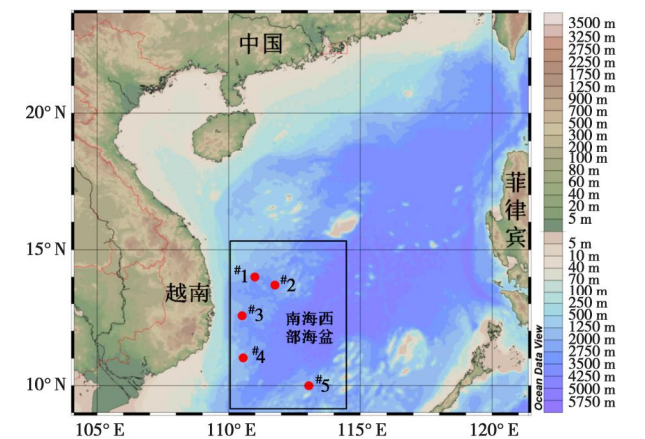 中国
20° N
菲
律
宾
15° N
越南
#1
#2
#3
南海西
部海盆
#4
#5
10° N
105° E
110° E
115° E
120° E
3500 m
3250 m
2750 m
2250 m
1750 m
1250 m
900 m
700 m
500 m
300 m
200 m
100 m
80 m
60 m
40 m
20 m
5 m
5 m
10 m
40 m
70 m
100 m
250 m
500 m
1250 m
2000 m
2750 m
3500 m
4250 m
5000 m
5750 m
Ocean Data View